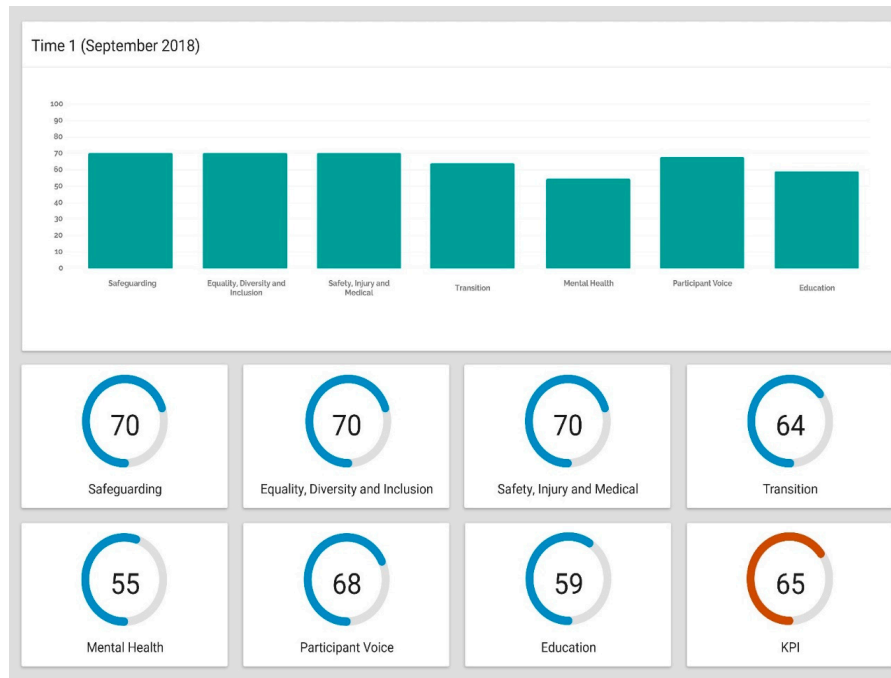 Time 1 (September 2018)
100
90
80
70
60
50
40
30
20
10
0
Safeguarding
Equality, Diversity and
Inclusion
Safety, Injury and
Medical
Transition
Mental Health
Participant Voice
Education
70
Safeguarding
70
Equality, Diversity and Inclusion
70
Safety, Injury and Medical
64
Transition
55
Mental Health
68
Participant Voice
59
Education
65
KPI